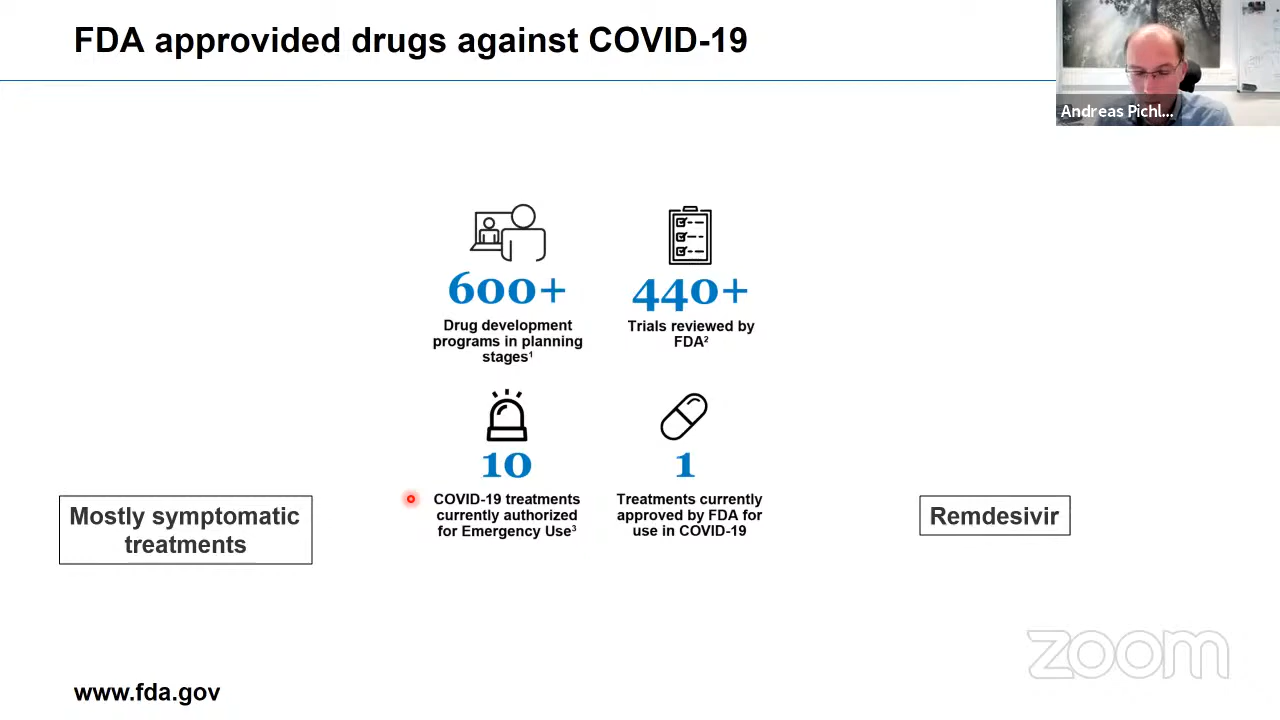 FDA approvided drugs against COVID-19
Andreas Pichl...
600+
Drug development
programs in planning
stages¹
440+
Trials reviewed by
FDA²
10
COVID-19 treatments
currently authorized
for Emergency Use³
1
Treatments currently
approved by FDA for
use in COVID-19
Mostly symptomatic
treatments
Remdesivir
zoom
www.fda.gov